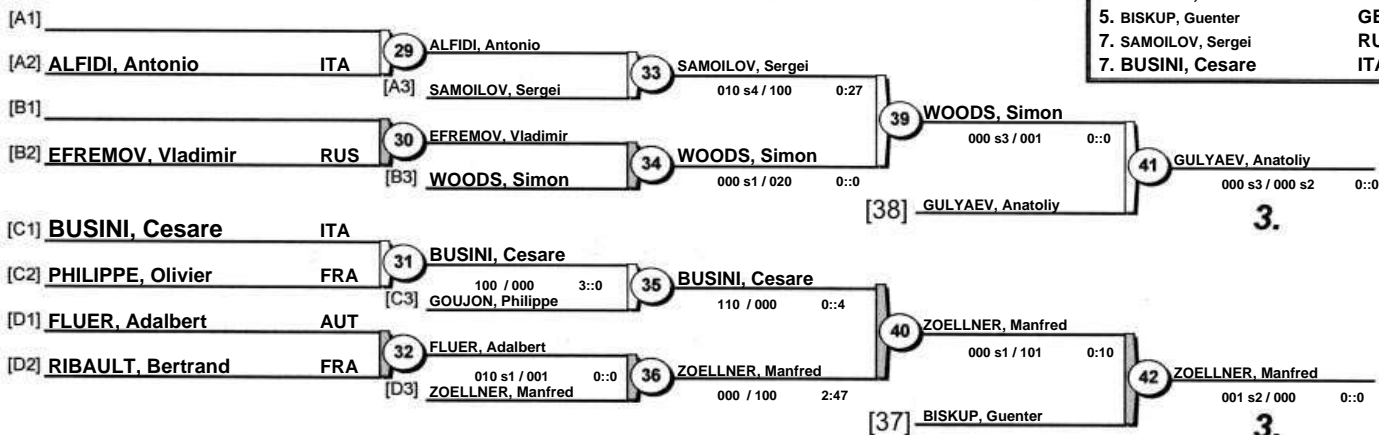 5. BISKUP, Guenter GE
7. SAMOILOV, Sergei RU
7. BUSINI, Cesare ITA
[A1]
[A2] ALFIDI, Antonio ITA
29 ALFIDI, Antonio
[A3] SAMOILOV, Sergei
33 SAMOILOV, Sergei
010 s4 / 100 0:27
[B1]
[B2] EFREMOV, Vladimir RUS
30 EFREMOV, Vladimir
[B3] WOODS, Simon
34 WOODS, Simon
000 s1 / 020 0::0
39 WOODS, Simon
000 s3 / 001 0::0
[38] GULYAEV, Anatoliy
41 GULYAEV, Anatoliy
000 s3 / 000 s2 0::0
3.
[C1] BUSINI, Cesare ITA
[C2] PHILIPPE, Olivier FRA
31 BUSINI, Cesare
100 / 000 3::0
[C3] GOUJON, Philippe
35 BUSINI, Cesare
110 / 000 0::4
[D1] FLUER, Adalbert AUT
[D2] RIBAULT, Bertrand FRA
32 FLUER, Adalbert
010 s1 / 001 0::0
[D3] ZOELLNER, Manfred
36 ZOELLNER, Manfred
000 / 100 2:47
40 ZOELLNER, Manfred
000 s1 / 101 0:10
[37] BISKUP, Guenter
42 ZOELLNER, Manfred
001 s2 / 000 0::0
3.